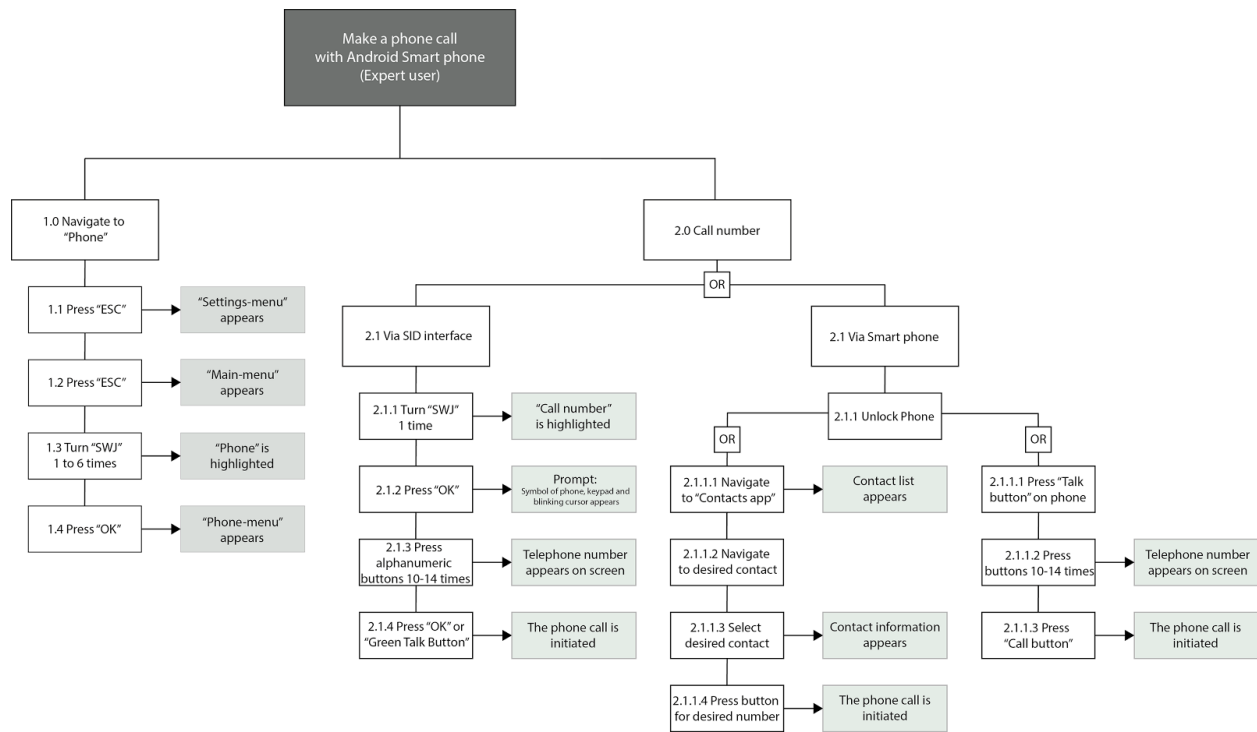 Make a phone call
with Android Smart phone
(Expert user)
1.0 Navigate to
“Phone”
1.1 Press “ESC”
“Settings-menu”
appears
1.2 Press “ESC”
“Main-menu”
appears
1.3 Turn “SWJ”
1 to 6 times
“Phone” is
highlighted
1.4 Press “OK”
“Phone-menu”
appears
2.0 Call number
OR
2.1 Via SID interface
2.1.1 Turn “SWJ”
1 time
“Call number”
is highlighted
2.1.2 Press “OK”
Prompt:
Symbol of phone, keypad and
blinking cursor appears
2.1.3 Press
alphanumeric
buttons 10-14 times
Telephone number
appears on screen
2.1.4 Press “OK” or
“Green Talk Button”
The phone call is
initiated
2.1 Via Smart phone
2.1.1 Unlock Phone
OR
2.1.1.1 Navigate
to “Contacts app”
Contact list
appears
2.1.1.2 Navigate
to desired contact
2.1.1.3 Select
desired contact
Contact information
appears
2.1.1.4 Press button
for desired number
The phone call is
initiated
OR
2.1.1.1 Press “Talk
button” on phone
2.1.1.2 Press
buttons 10-14 times
Telephone number
appears on screen
2.1.1.3 Press
“Call button”
The phone call is
initiated